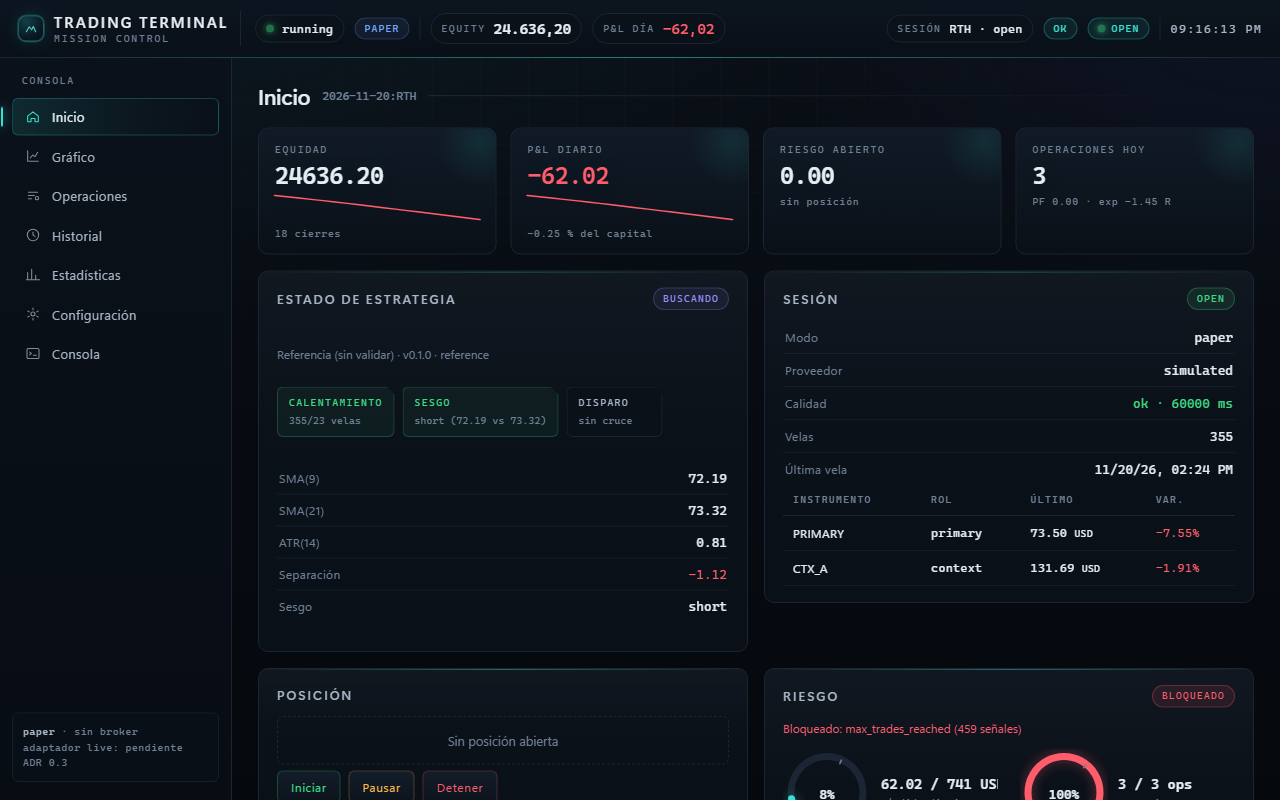 TRADING TERMINAL
MISSION CONTROL
running
PAPER
EQUITY 24.636,20
P&L DÍA −62,02
SESIÓN RTH · open
OK
OPEN
09:16:13 PM
CONSOLA
Inicio
Gráfico
Operaciones
Historial
Estadísticas
Configuración
Consola
paper · sin broker
adaptador live: pendiente
ADR 0.3
Inicio 2026-11-20:RTH
EQUIDAD
24636.20
18 cierres
P&L DIARIO
−62.02
−0.25 % del capital
RIESGO ABIERTO
0.00
sin posición
OPERACIONES HOY
3
PF 0.00 · exp −1.45 R
ESTADO DE ESTRATEGIA
BUSCANDO
Referencia (sin validar) · v0.1.0 · reference
CALENTAMIENTO
355/23 velas
SESGO
short (72.19 vs 73.32)
DISPARO
sin cruce
SMA(9) 72.19
SMA(21) 73.32
ATR(14) 0.81
Separación −1.12
Sesgo short
SESIÓN
OPEN
Modo paper
Proveedor simulated
Calidad ok · 60000 ms
Velas 355
Última vela 11/20/26, 02:24 PM
INSTRUMENTO ROL ÚLTIMO VAR.
PRIMARY primary 73.50 USD −7.55%
CTX_A context 131.69 USD −1.91%
POSICIÓN
Sin posición abierta
Iniciar
Pausar
Detener
RIESGO
BLOQUEADO
Bloqueado: max_trades_reached (459 señales)
8%
62.02 / 741
100%
3 / 3 ops